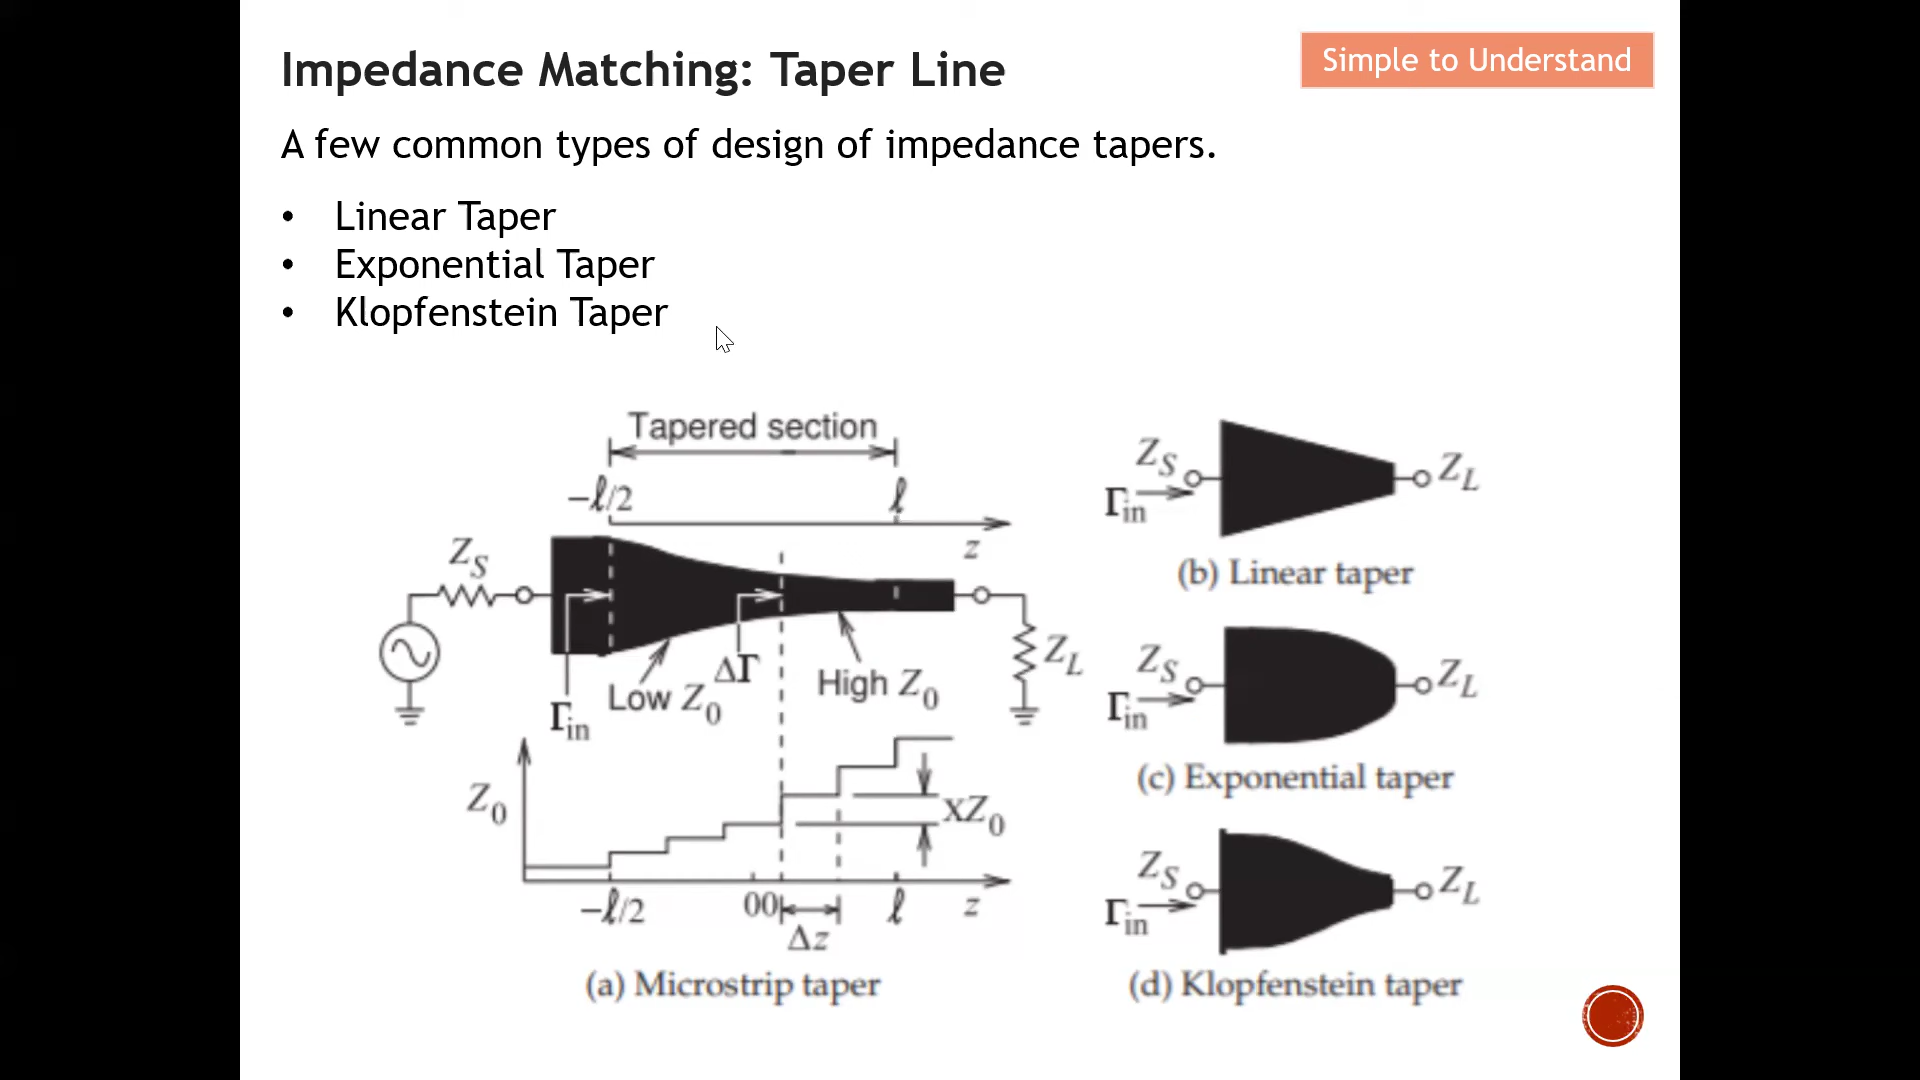 Impedance Matching: Taper Line
Simple to Understand
A few common types of design of impedance tapers.
• Linear Taper
• Exponential Taper
• Klopfenstein Taper
Tapered section
−ℓ/2
ℓ
z
Z_S
Γ_in
Low Z_0
ΔΓ
High Z_0
Z_L
Z_0
XZ_0
−ℓ/2
00
ℓ
z
Δz
(a) Microstrip taper
Z_S
Γ_in
Z_L
(b) Linear taper
Z_S
Γ_in
Z_L
(c) Exponential taper
Z_S
Γ_in
Z_L
(d) Klopfenstein taper